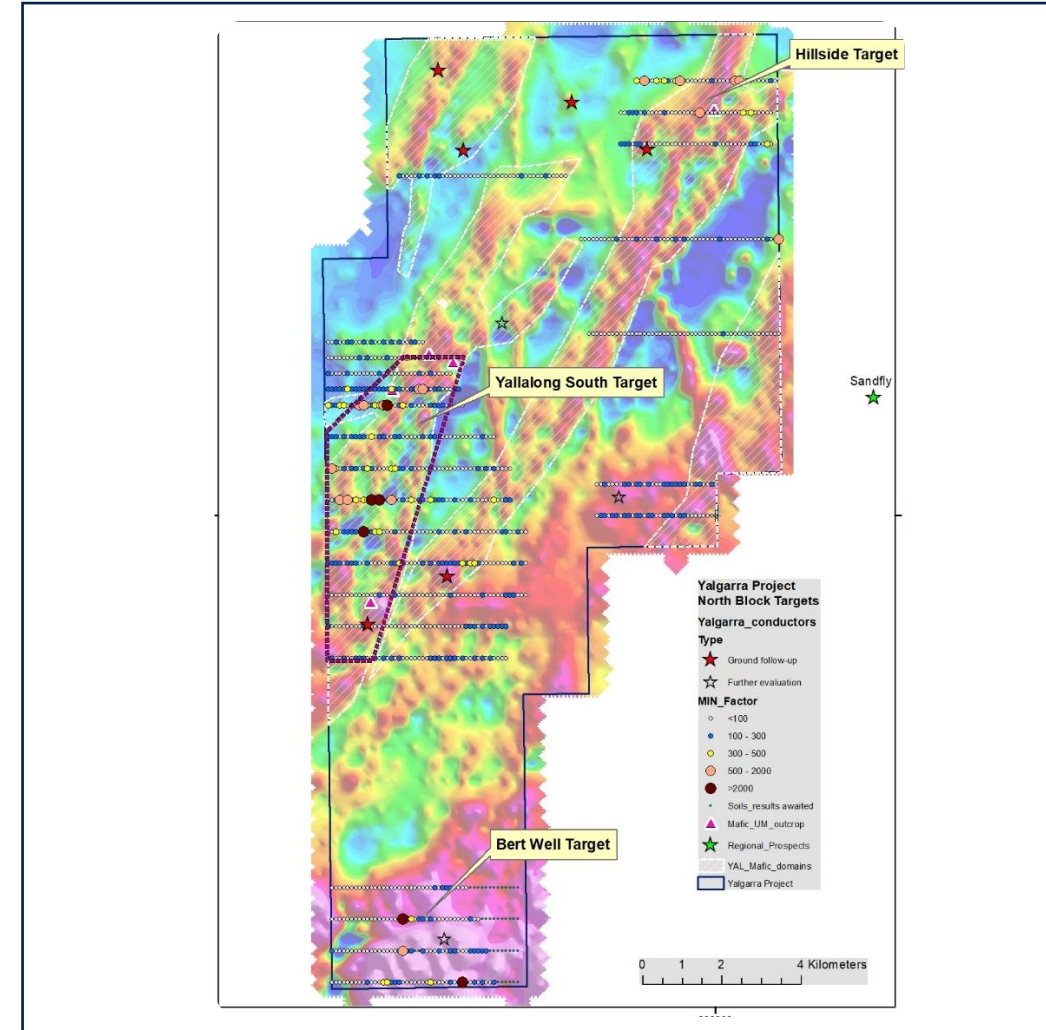 Hillside Target
Yallalong South Target
Sandfly
Bert Well Target
Yalgarra Project
North Block Targets
Yalgarra_conductors
Type
Ground follow-up
Further evaluation
MIN_Factor
<100
100 - 300
300 - 500
500 - 2000
>2000
Soils_results awaited
Mafic_UM_outcrop
Regional_Prospects
YAL_Mafic_domains
Yalgarra Project
0 1 2 4 Kilometers